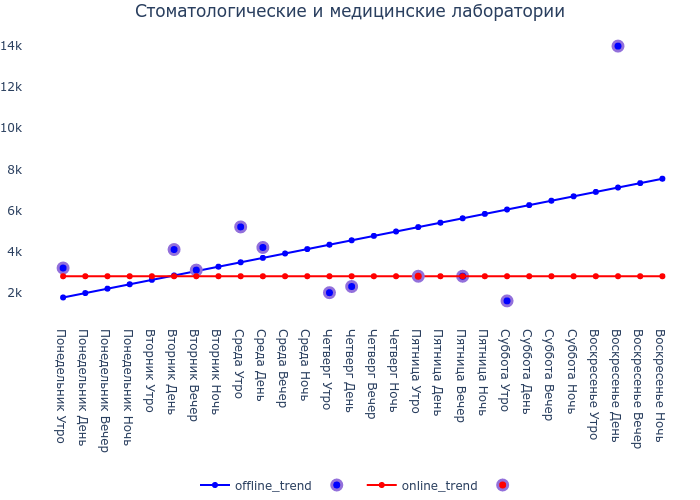 Стоматологические и медицинские лаборатории
14k
12k
10k
8k
6k
4k
2k
Понедельник Утро
Понедельник День
Понедельник Вечер
Понедельник Ночь
Вторник Утро
Вторник День
Вторник Вечер
Вторник Ночь
Среда Утро
Среда День
Среда Вечер
Среда Ночь
Четверг Утро
Четверг День
Четверг Вечер
Четверг Ночь
Пятница Утро
Пятница День
Пятница Вечер
Пятница Ночь
Суббота Утро
Суббота День
Суббота Вечер
Суббота Ночь
Воскресенье Утро
Воскресенье День
Воскресенье Вечер
Воскресенье Ночь
offline_trend online_trend